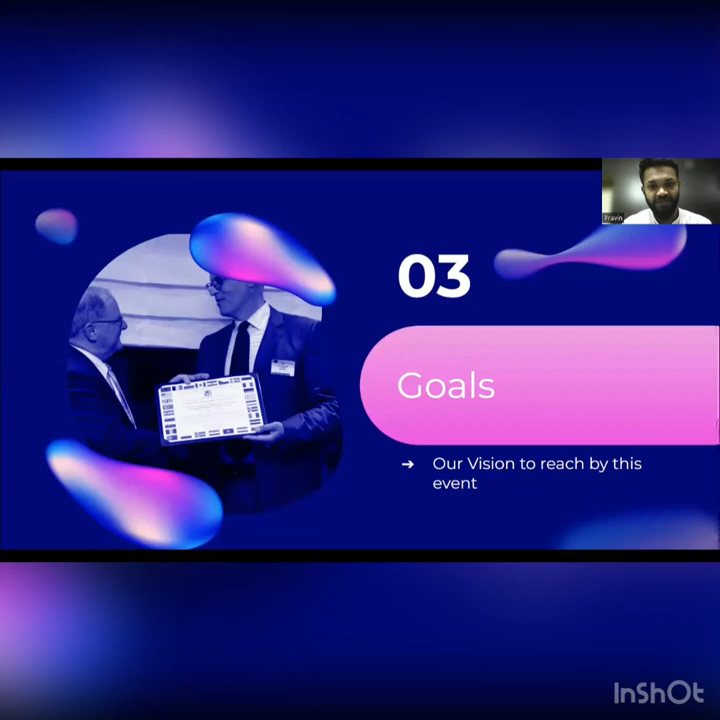 Pravin
03
Goals
➔ Our Vision to reach by this
event
InShOt